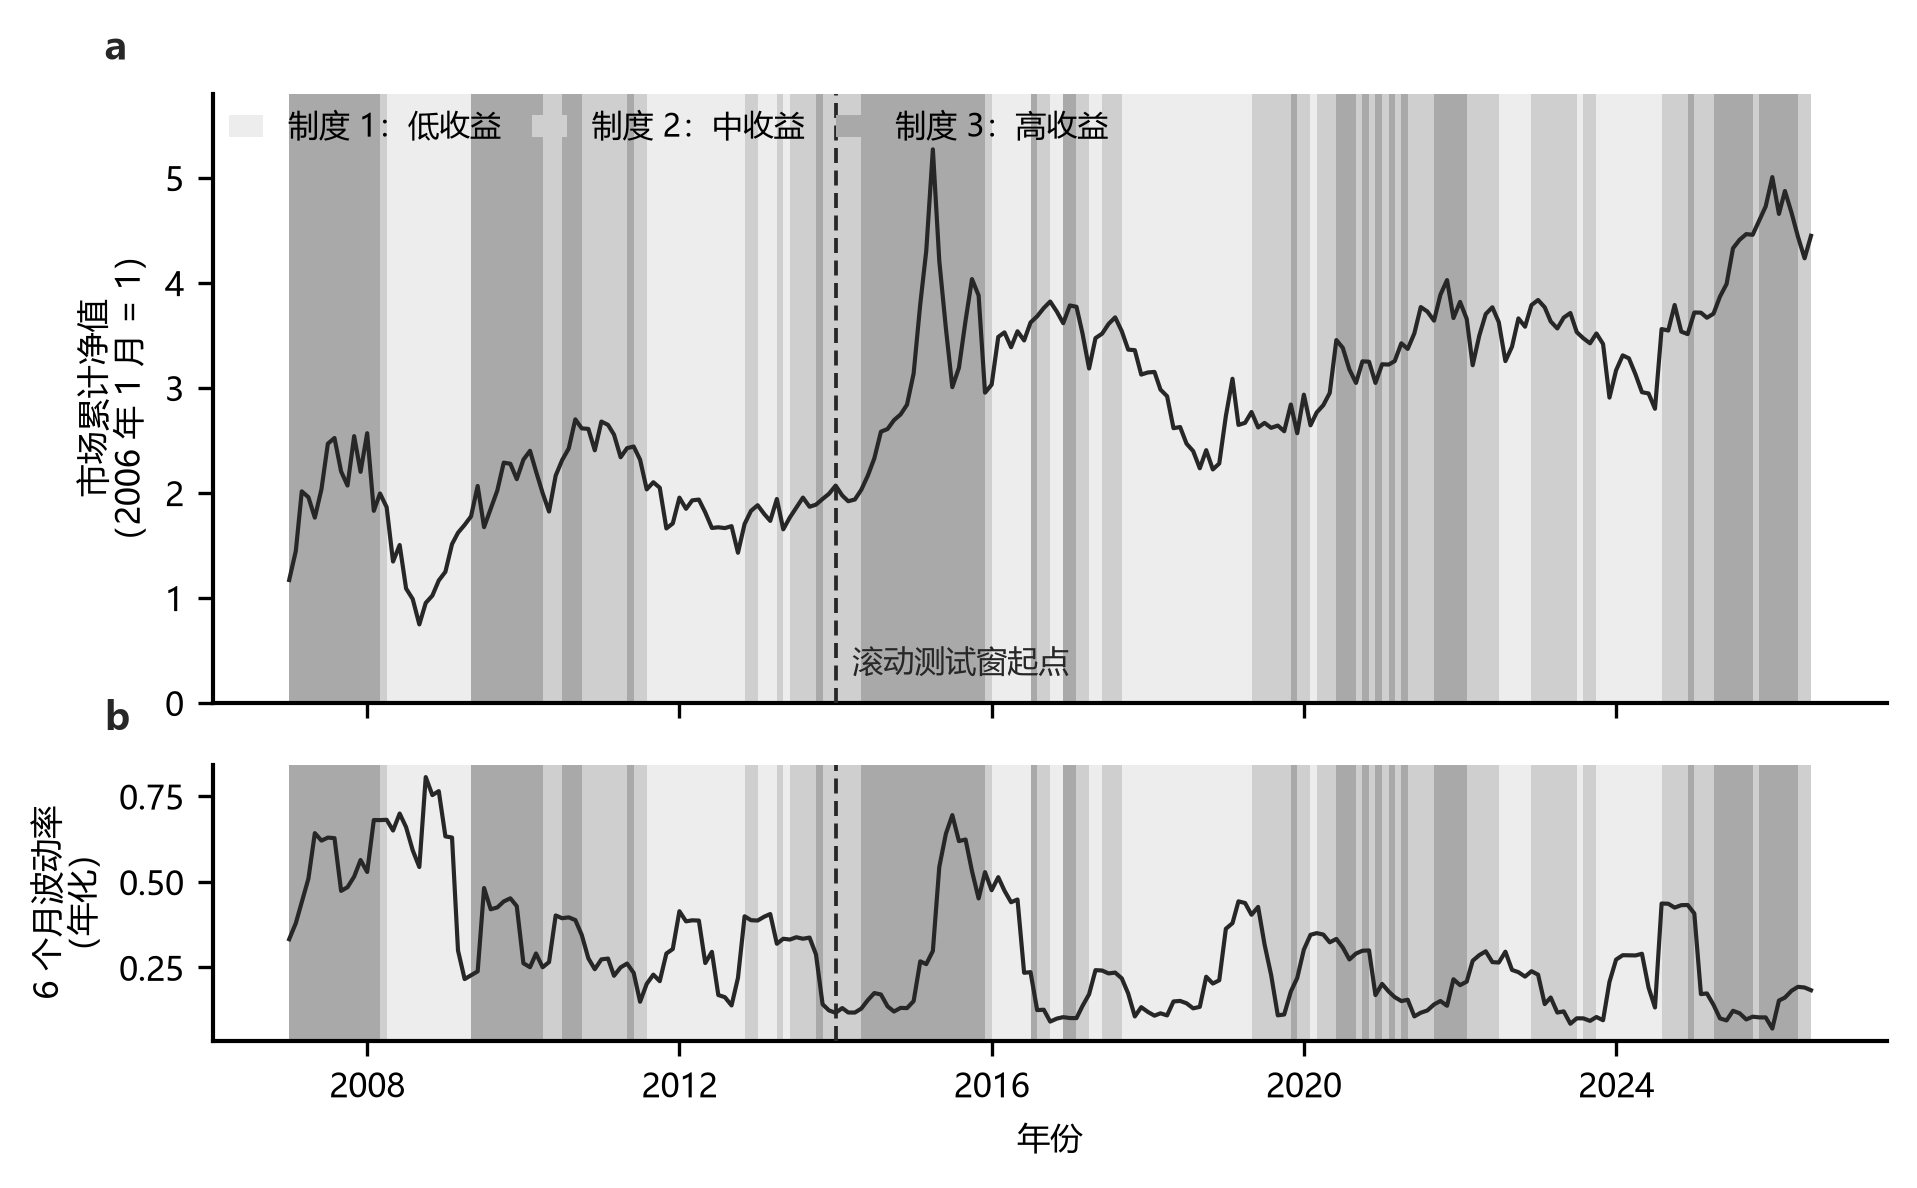 a
制度 1：低收益
制度 2：中收益
制度 3：高收益
5
4
3
2
1
0
市场累计净值
(2006 年 1 月 = 1)
滚动测试窗起点
b
0.75
0.50
0.25
6 个月波动率
(年化)
2008
2012
2016
2020
2024
年份